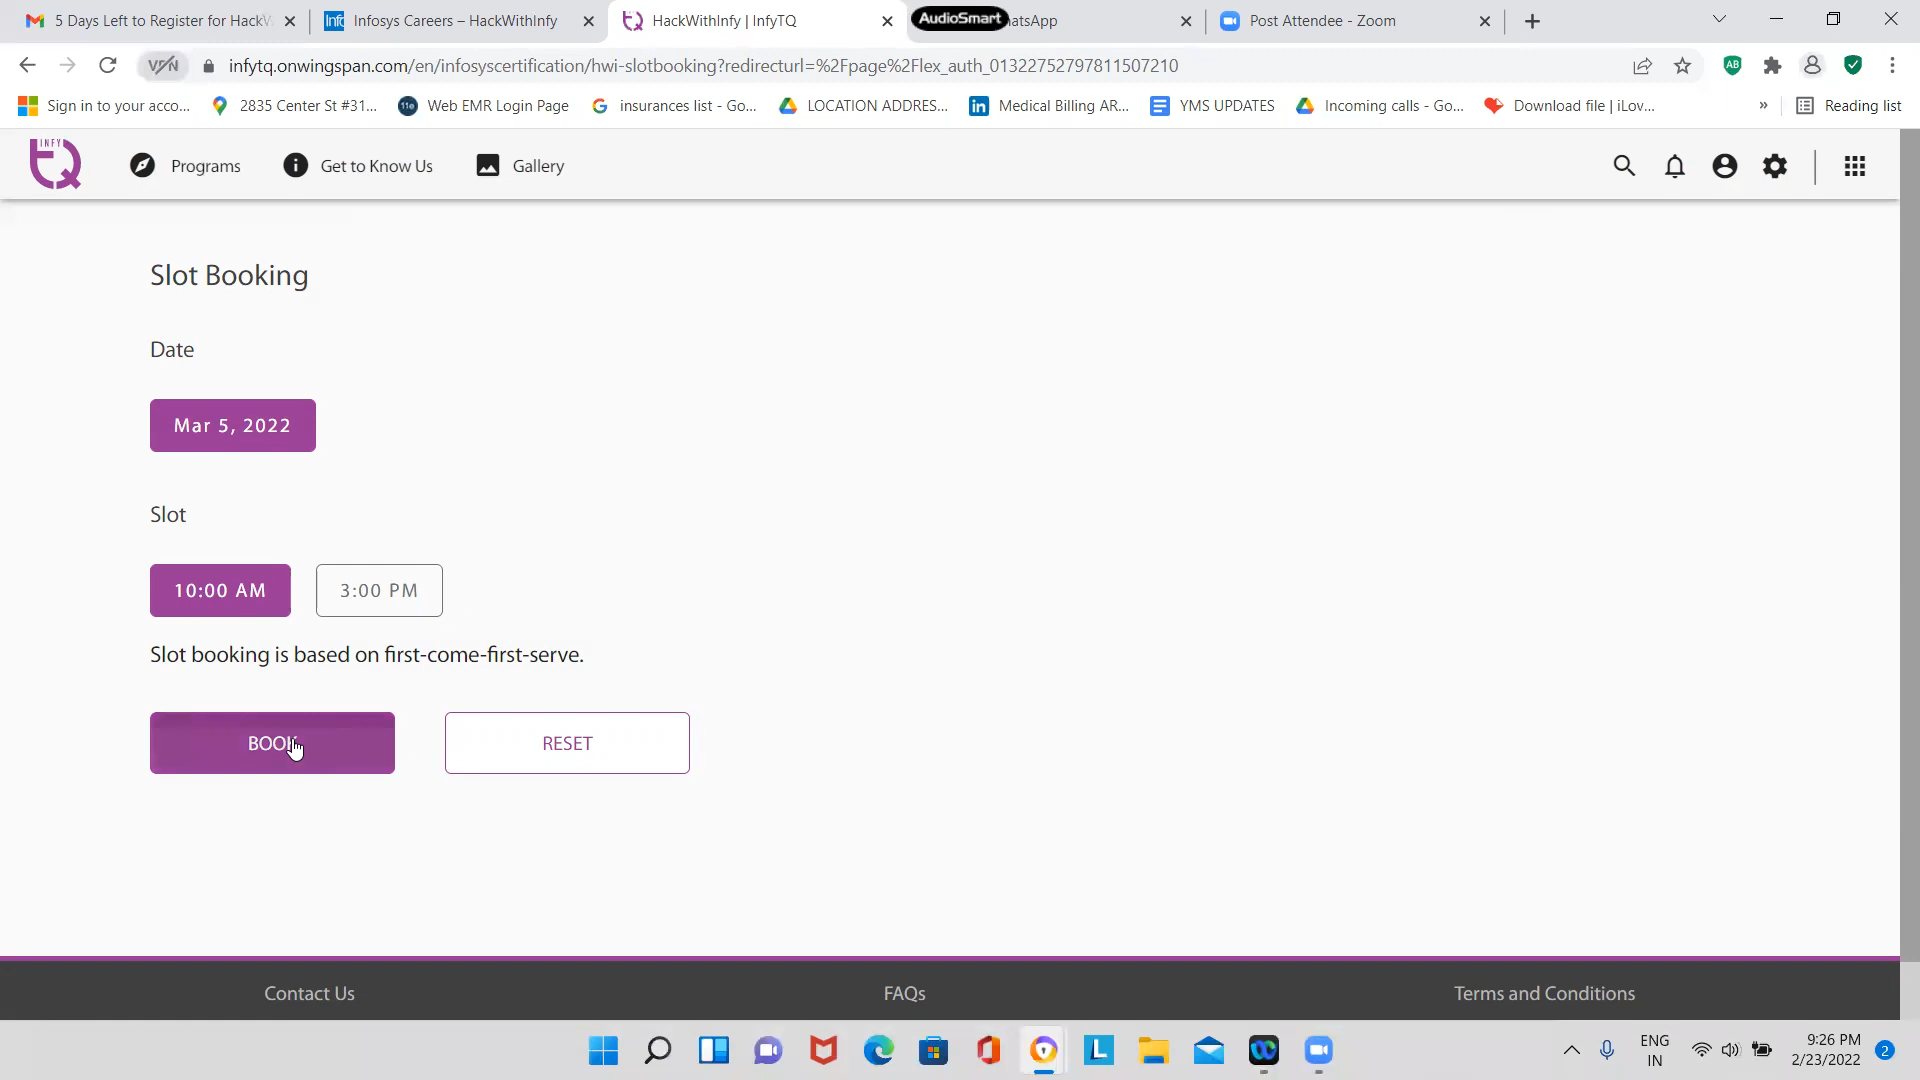 5 Days Left to Register for HackW
Infosys Careers – HackWithInfy
HackWithInfy | InfyTQ
AudioSmart
atsApp
Post Attendee - Zoom
VPN
infytq.onwingspan.com/en/infosyscertification/hwi-slotbooking?redirecturl=%2Fpage%2Flex_auth_01322752797811507210
Sign in to your acco...
2835 Center St #31...
Web EMR Login Page
insurances list - Go...
LOCATION ADDRES...
Medical Billing AR...
YMS UPDATES
Incoming calls - Go...
Download file | iLov...
»
Reading list
INFY
Programs
Get to Know Us
Gallery
Slot Booking
Date
Mar 5, 2022
Slot
10:00 AM
3:00 PM
Slot booking is based on first-come-first-serve.
BOOK
RESET
Contact Us
FAQs
Terms and Conditions
ENG
IN
9:26 PM
2/23/2022
2